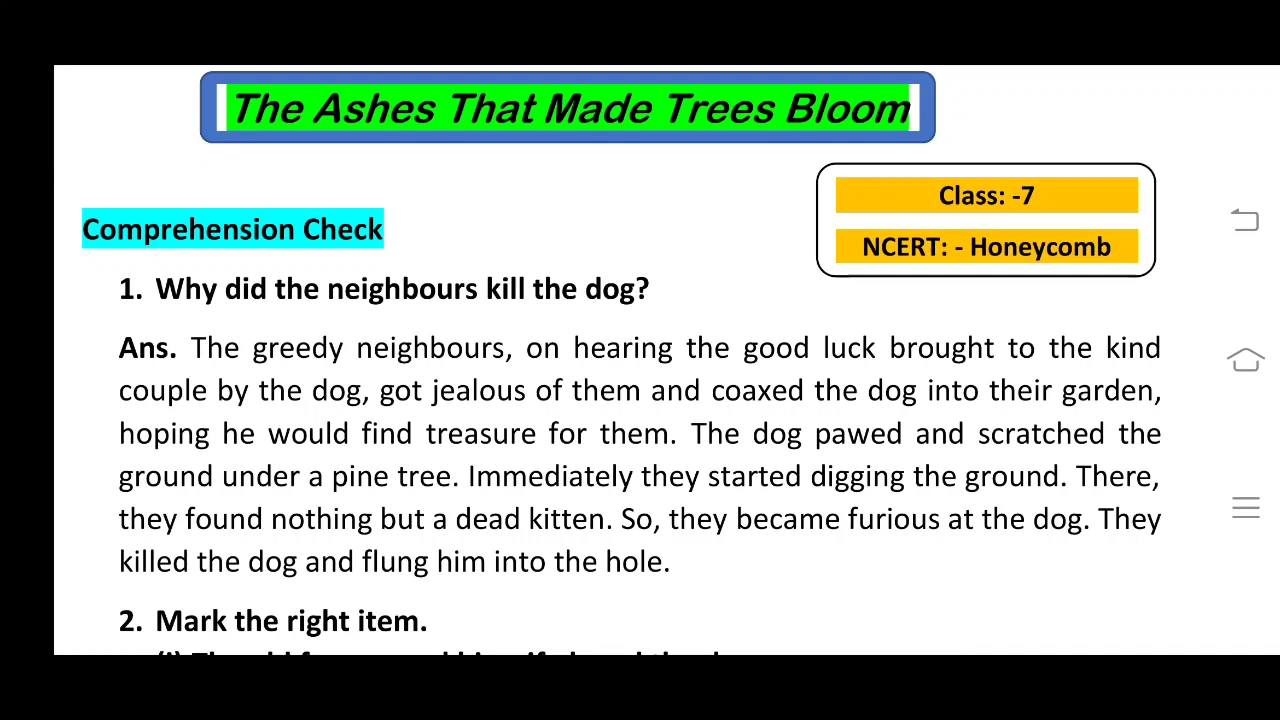 The Ashes That Made Trees Bloom
Class: -7
NCERT: - Honeycomb
Comprehension Check
1. Why did the neighbours kill the dog?
Ans. The greedy neighbours, on hearing the good luck brought to the kind
couple by the dog, got jealous of them and coaxed the dog into their garden,
hoping he would find treasure for them. The dog pawed and scratched the
ground under a pine tree. Immediately they started digging the ground. There,
they found nothing but a dead kitten. So, they became furious at the dog. They
killed the dog and flung him into the hole.
2. Mark the right item.